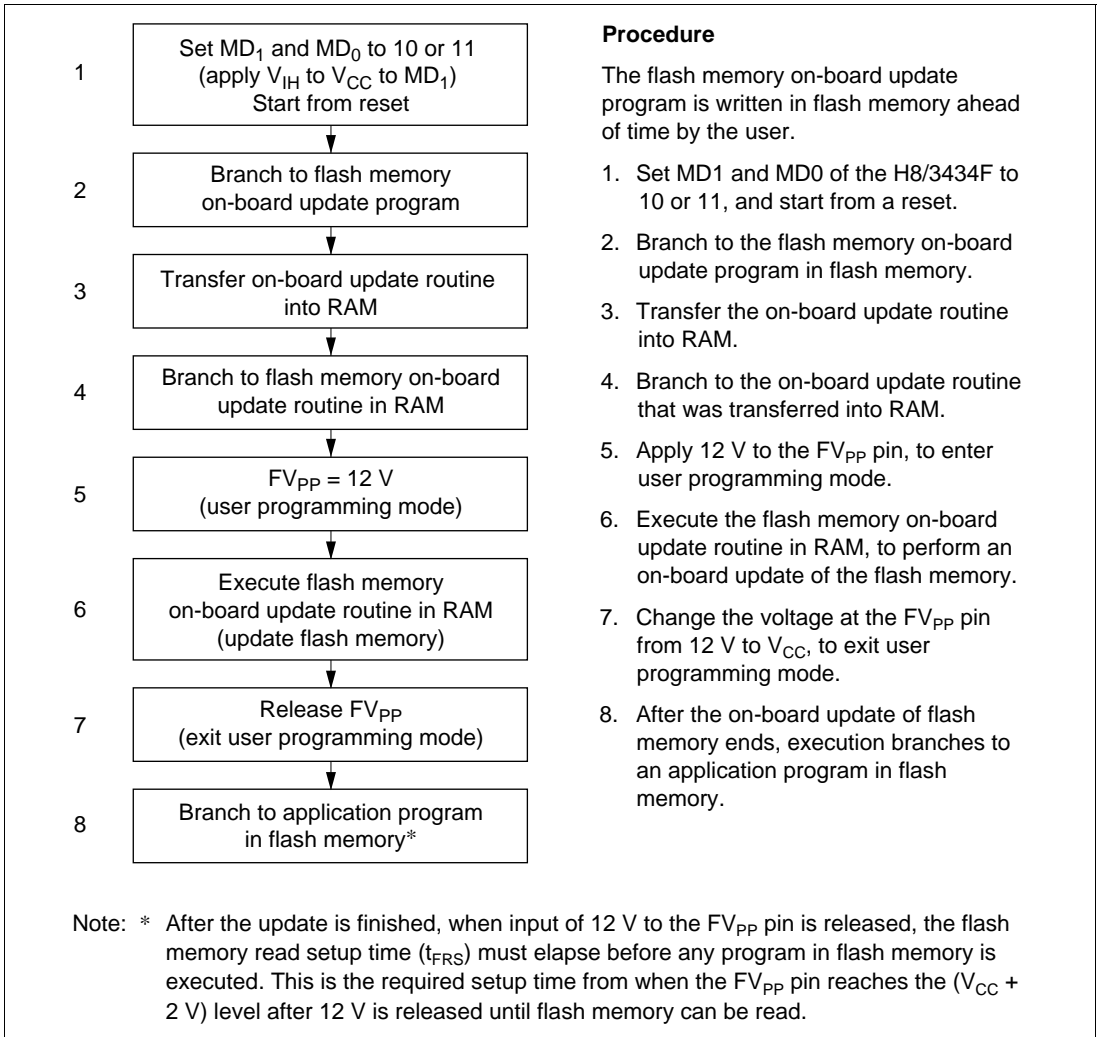 1
Set MD1 and MD0 to 10 or 11
(apply VIH to VCC to MD1)
Start from reset
2
Branch to flash memory
on-board update program
3
Transfer on-board update routine
into RAM
4
Branch to flash memory on-board
update routine in RAM
5
FVPP = 12 V
(user programming mode)
6
Execute flash memory
on-board update routine in RAM
(update flash memory)
7
Release FVPP
(exit user programming mode)
8
Branch to application program
in flash memory*
Procedure
The flash memory on-board update
program is written in flash memory ahead
of time by the user.
1. Set MD1 and MD0 of the H8/3434F to
10 or 11, and start from a reset.
2. Branch to the flash memory on-board
update program in flash memory.
3. Transfer the on-board update routine
into RAM.
4. Branch to the on-board update routine
that was transferred into RAM.
5. Apply 12 V to the FVPP pin, to enter
user programming mode.
6. Execute the flash memory on-board
update routine in RAM, to perform an
on-board update of the flash memory.
7. Change the voltage at the FVPP pin
from 12 V to VCC, to exit user
programming mode.
8. After the on-board update of flash
memory ends, execution branches to
an application program in flash
memory.
Note: * After the update is finished, when input of 12 V to the FVPP pin is released, the flash
memory read setup time (tFRS) must elapse before any program in flash memory is
executed. This is the required setup time from when the FVPP pin reaches the (VCC +
2 V) level after 12 V is released until flash memory can be read.